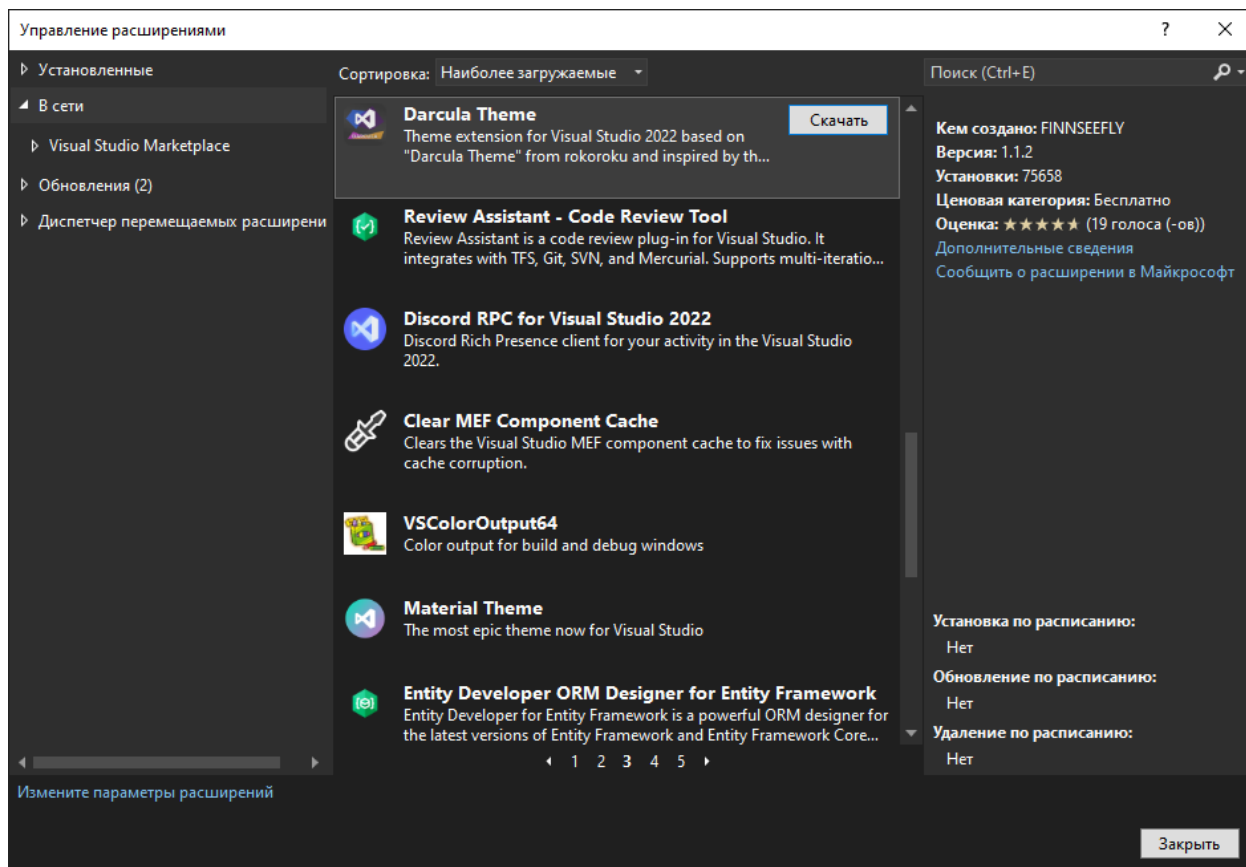 Управление расширениями
?
Установленные
В сети
Visual Studio Marketplace
Обновления (2)
Диспетчер перемещаемых расширени
Сортировка: Наиболее загружаемые
Darcula Theme
Скачать
Theme extension for Visual Studio 2022 based on
"Darcula Theme" from rokoroku and inspired by th...
Review Assistant - Code Review Tool
Review Assistant is a code review plug-in for Visual Studio. It
integrates with TFS, Git, SVN, and Mercurial. Supports multi-iteratio...
Discord RPC for Visual Studio 2022
Discord Rich Presence client for your activity in the Visual Studio
2022.
Clear MEF Component Cache
Clears the Visual Studio MEF component cache to fix issues with
cache corruption.
VSColorOutput64
Color output for build and debug windows
Material Theme
The most epic theme now for Visual Studio
Entity Developer ORM Designer for Entity Framework
Entity Developer for Entity Framework is a powerful ORM designer for
the latest versions of Entity Framework and Entity Framework Core...
1 2 3 4 5
Поиск (Ctrl+E)
Кем создано: FINNSEEFLY
Версия: 1.1.2
Установки: 75658
Ценовая категория: Бесплатно
Оценка: ★★★★★ (19 голоса (-ов))
Дополнительные сведения
Сообщить о расширении в Майкрософт
Установка по расписанию:
Нет
Обновление по расписанию:
Нет
Удаление по расписанию:
Нет
Измените параметры расширений
Закрыть